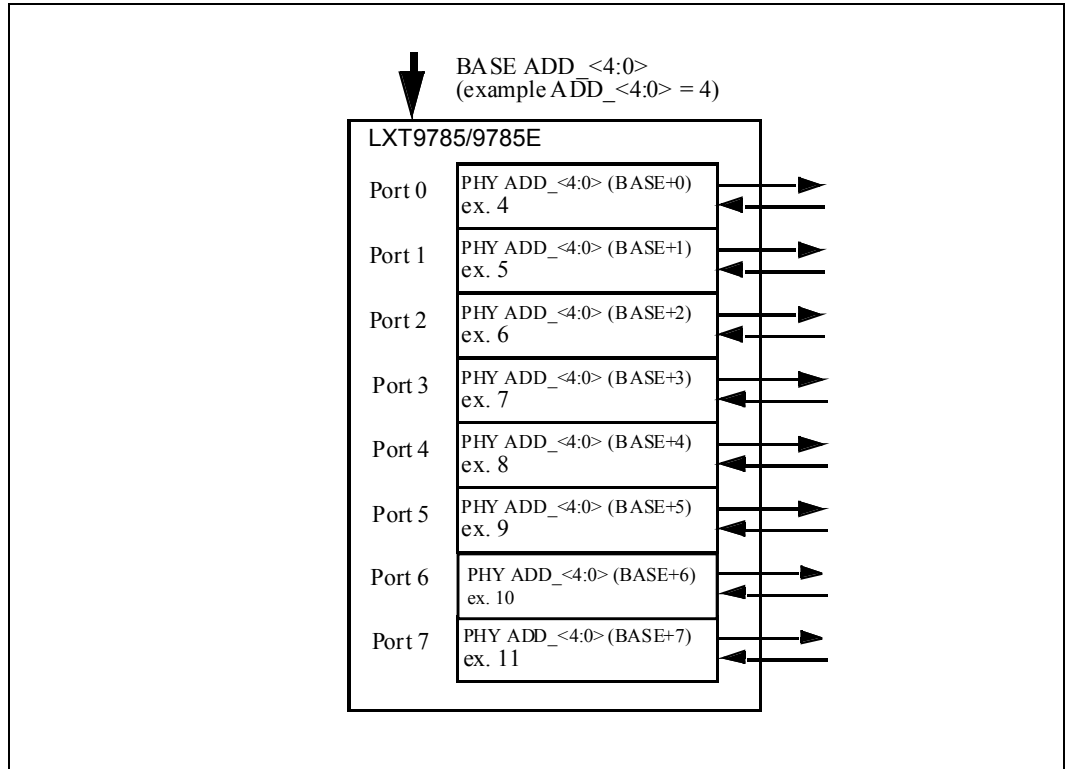 BASE ADD_<4:0>
(example ADD_<4:0> = 4)
LXT9785/9785E
Port 0
PHY ADD_<4:0> (BASE+0)
ex. 4
Port 1
PHY ADD_<4:0> (BASE+1)
ex. 5
Port 2
PHY ADD_<4:0> (BASE+2)
ex. 6
Port 3
PHY ADD_<4:0> (BASE+3)
ex. 7
Port 4
PHY ADD_<4:0> (BASE+4)
ex. 8
Port 5
PHY ADD_<4:0> (BASE+5)
ex. 9
Port 6
PHY ADD_<4:0> (BASE+6)
ex. 10
Port 7
PHY ADD_<4:0> (BASE+7)
ex. 11